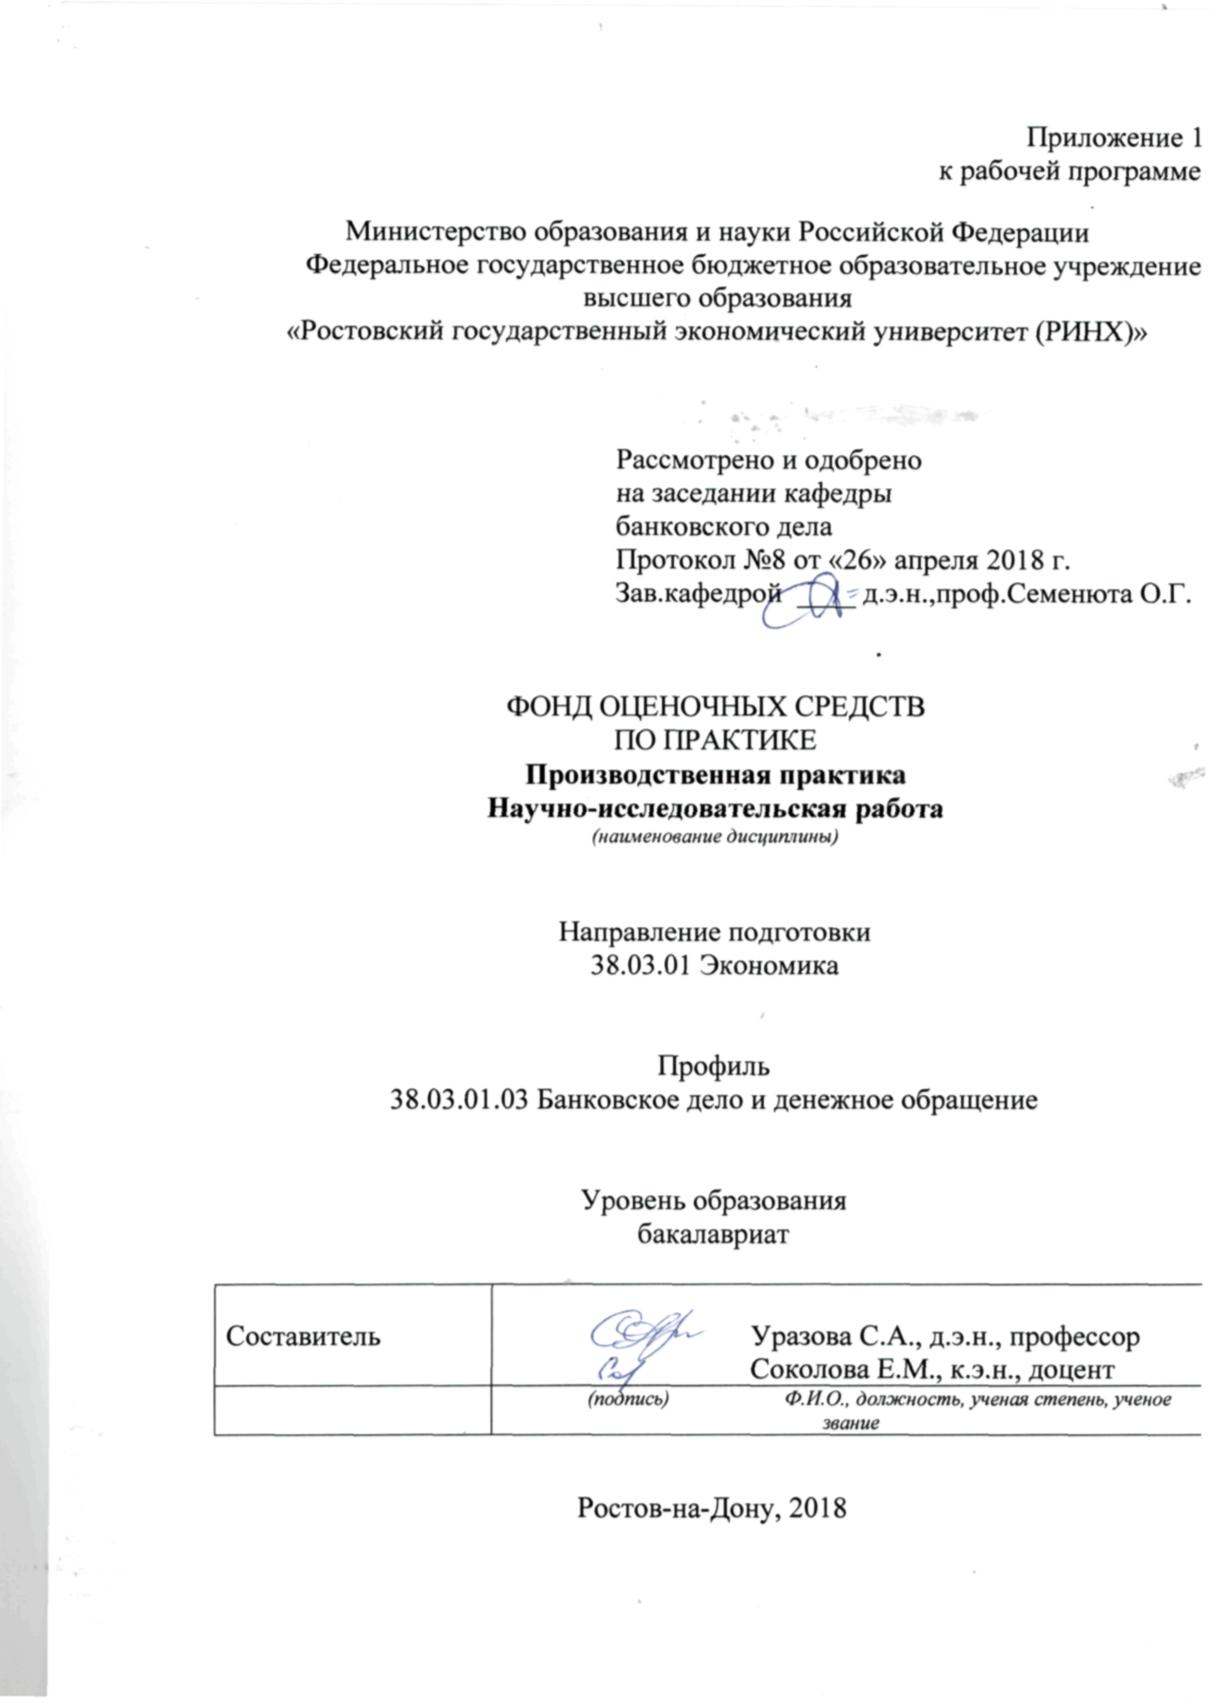 Приложение 1
к рабочей программе
Министерство образования и науки Российской Федерации
Федеральное государственное бюджетное образовательное учреждение
высшего образования
«Ростовский государственный экономический университет (РИНХ)»
Рассмотрено и одобрено
на заседании кафедры
банковского дела
Протокол №8 от «26» апреля 2018 г.
Зав.кафедрой ____ д.э.н.,проф.Семенюта О.Г.
ФОНД ОЦЕНОЧНЫХ СРЕДСТВ
ПО ПРАКТИКЕ
Производственная практика
Научно-исследовательская работа
(наименование дисциплины)
Направление подготовки
38.03.01 Экономика
Профиль
38.03.01.03 Банковское дело и денежное обращение
Уровень образования
бакалавриат
Составитель Уразова С.А., д.э.н., профессор
Соколова Е.М., к.э.н., доцент
(подпись) Ф.И.О., должность, ученая степень, ученое
звание
Ростов-на-Дону, 2018